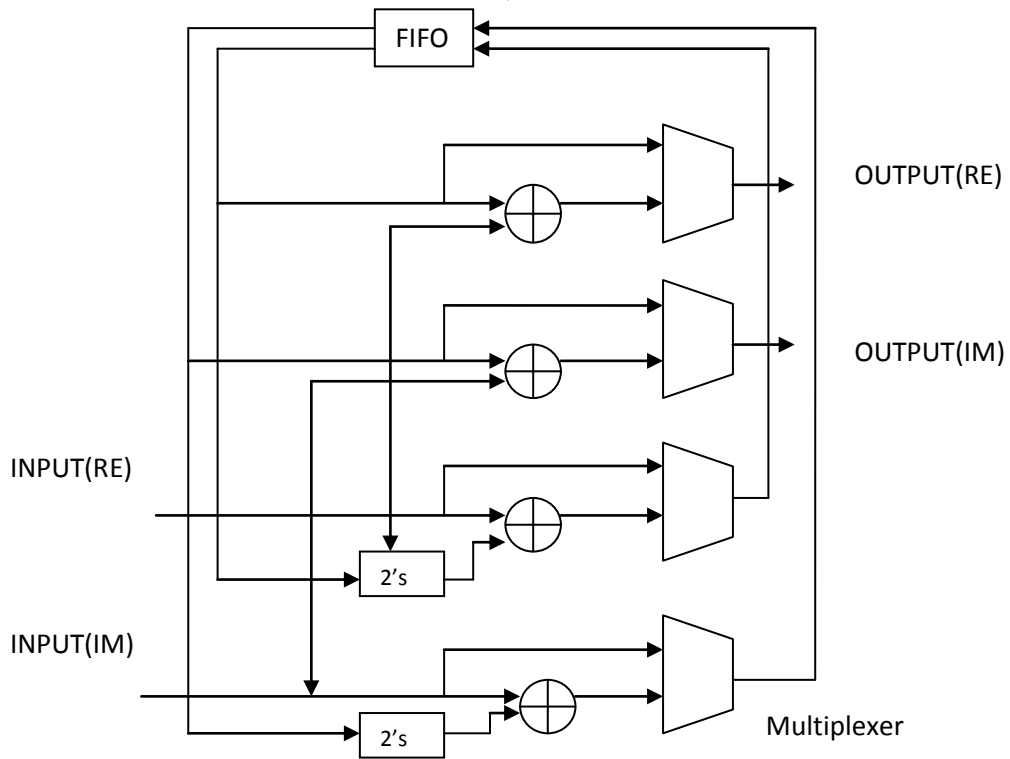 FIFO
OUTPUT(RE)
OUTPUT(IM)
INPUT(RE)
2's
INPUT(IM)
2's
Multiplexer